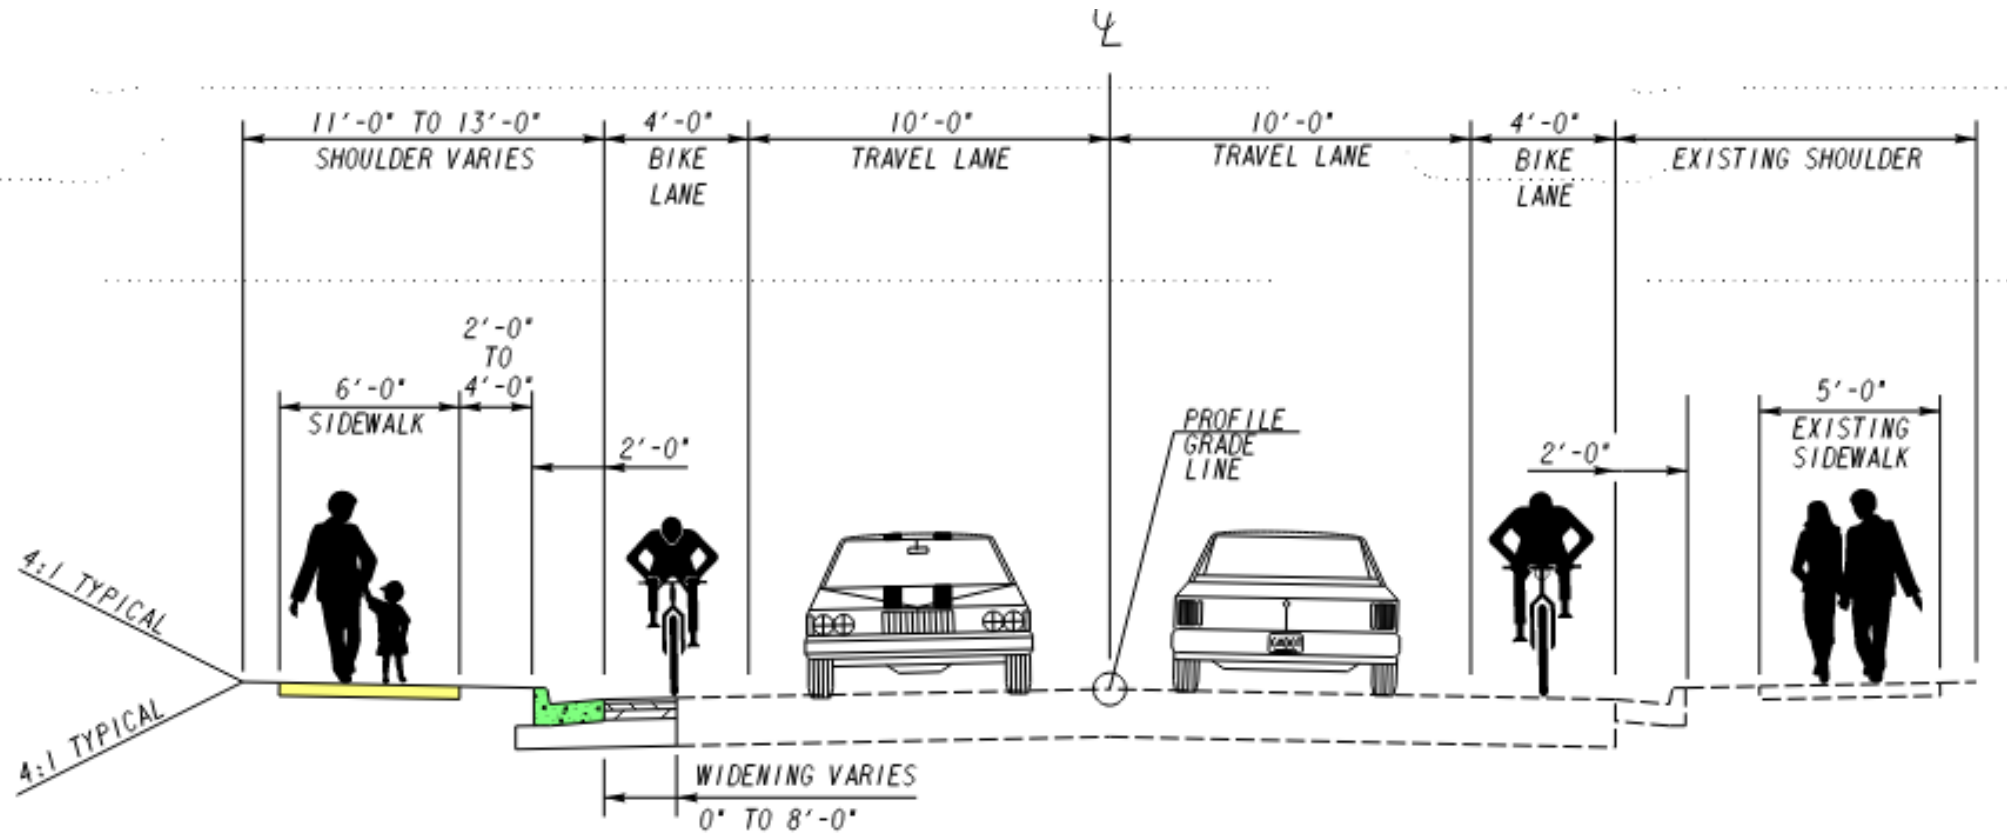 ℄
11'-0" TO 13'-0"
SHOULDER VARIES
4'-0"
BIKE
LANE
10'-0"
TRAVEL LANE
10'-0"
TRAVEL LANE
4'-0"
BIKE
LANE
EXISTING SHOULDER
2'-0"
TO
4'-0"
6'-0"
SIDEWALK
2'-0"
PROFILE
GRADE
LINE
2'-0"
5'-0"
EXISTING
SIDEWALK
4:1 TYPICAL
4:1 TYPICAL
WIDENING VARIES
0" TO 8'-0"